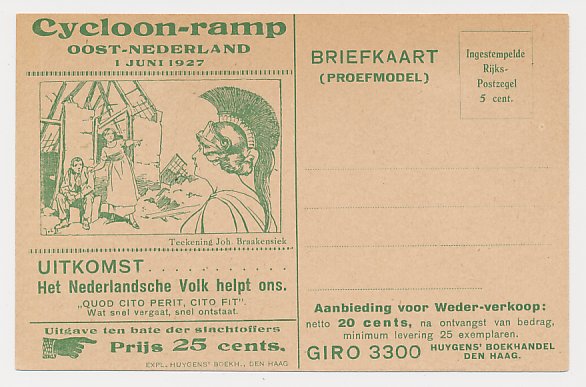 Cycloon-ramp
OOST-NEDERLAND
1 JUNI 1927
Teekening Joh. Braakensiek
UITKOMST...........
Het Nederlandsche Volk helpt ons.
„QUOD CITO PERIT, CITO FIT".
Wat snel vergaat, snel ontstaat.
Uitgave ten bate der slachtoffers
Prijs 25 cents.
EXPL. HUYGENS' BOEKH., DEN HAAG
BRIEFKAART
(PROEFMODEL)
Ingestempelde
Rijks-
Postzegel
5 cent.
Aanbieding voor Weder-verkoop:
netto 20 cents, na ontvangst van bedrag,
minimum levering 25 exemplaren.
GIRO 3300 HUYGENS' BOEKHANDEL
DEN HAAG.